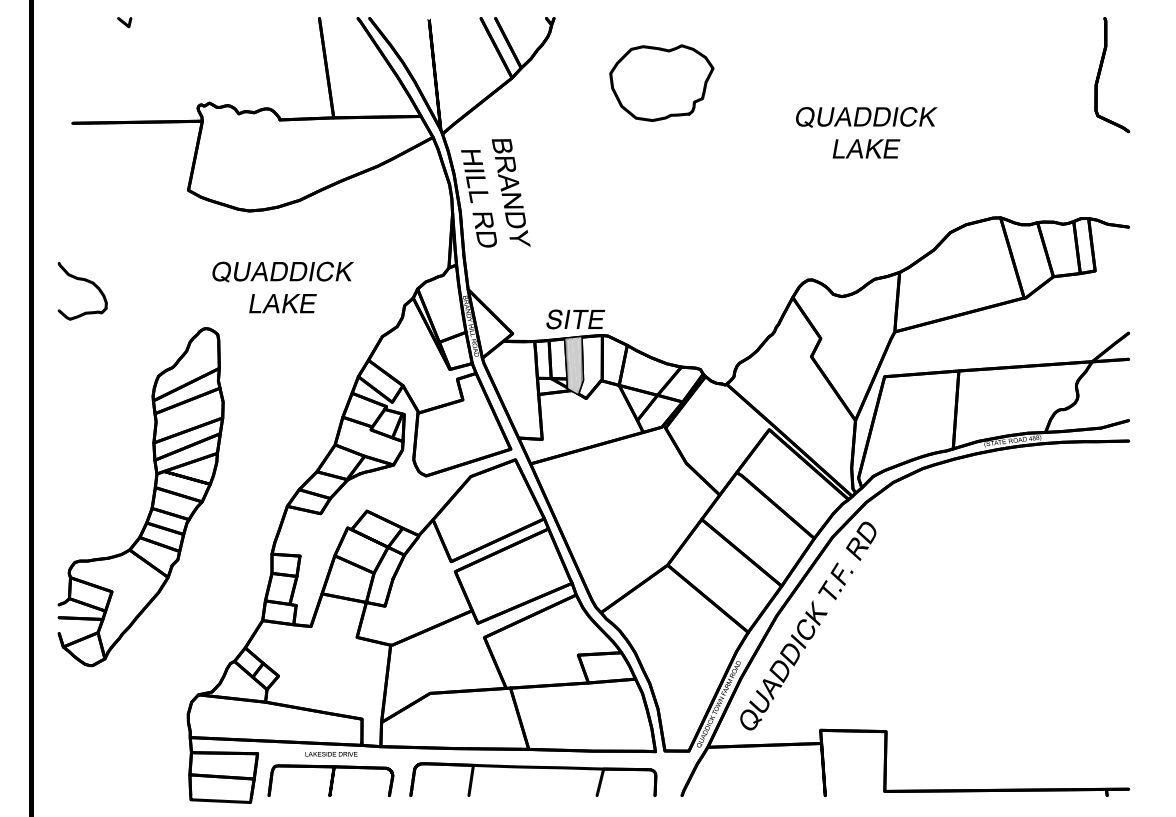 QUADDICK
LAKE
BRANDY
HILL RD
QUADDICK
LAKE
BRANDY HILL ROAD
SITE
(STATE ROAD 488)
QUADDICK T.F. RD
QUADDICK TOWN FARM ROAD
LAKESIDE DRIVE